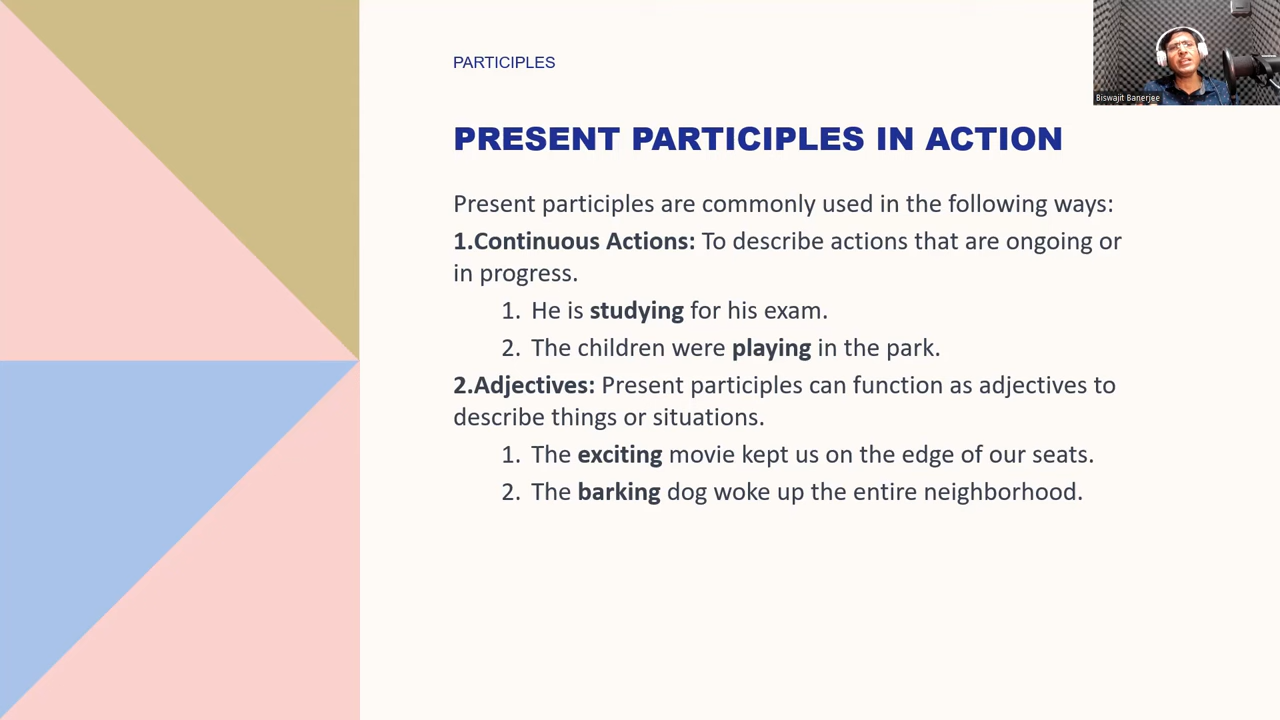 PARTICIPLES
Biswajit Banerjee
PRESENT PARTICIPLES IN ACTION
Present participles are commonly used in the following ways:
1.Continuous Actions: To describe actions that are ongoing or
in progress.
1. He is studying for his exam.
2. The children were playing in the park.
2.Adjectives: Present participles can function as adjectives to
describe things or situations.
1. The exciting movie kept us on the edge of our seats.
2. The barking dog woke up the entire neighborhood.